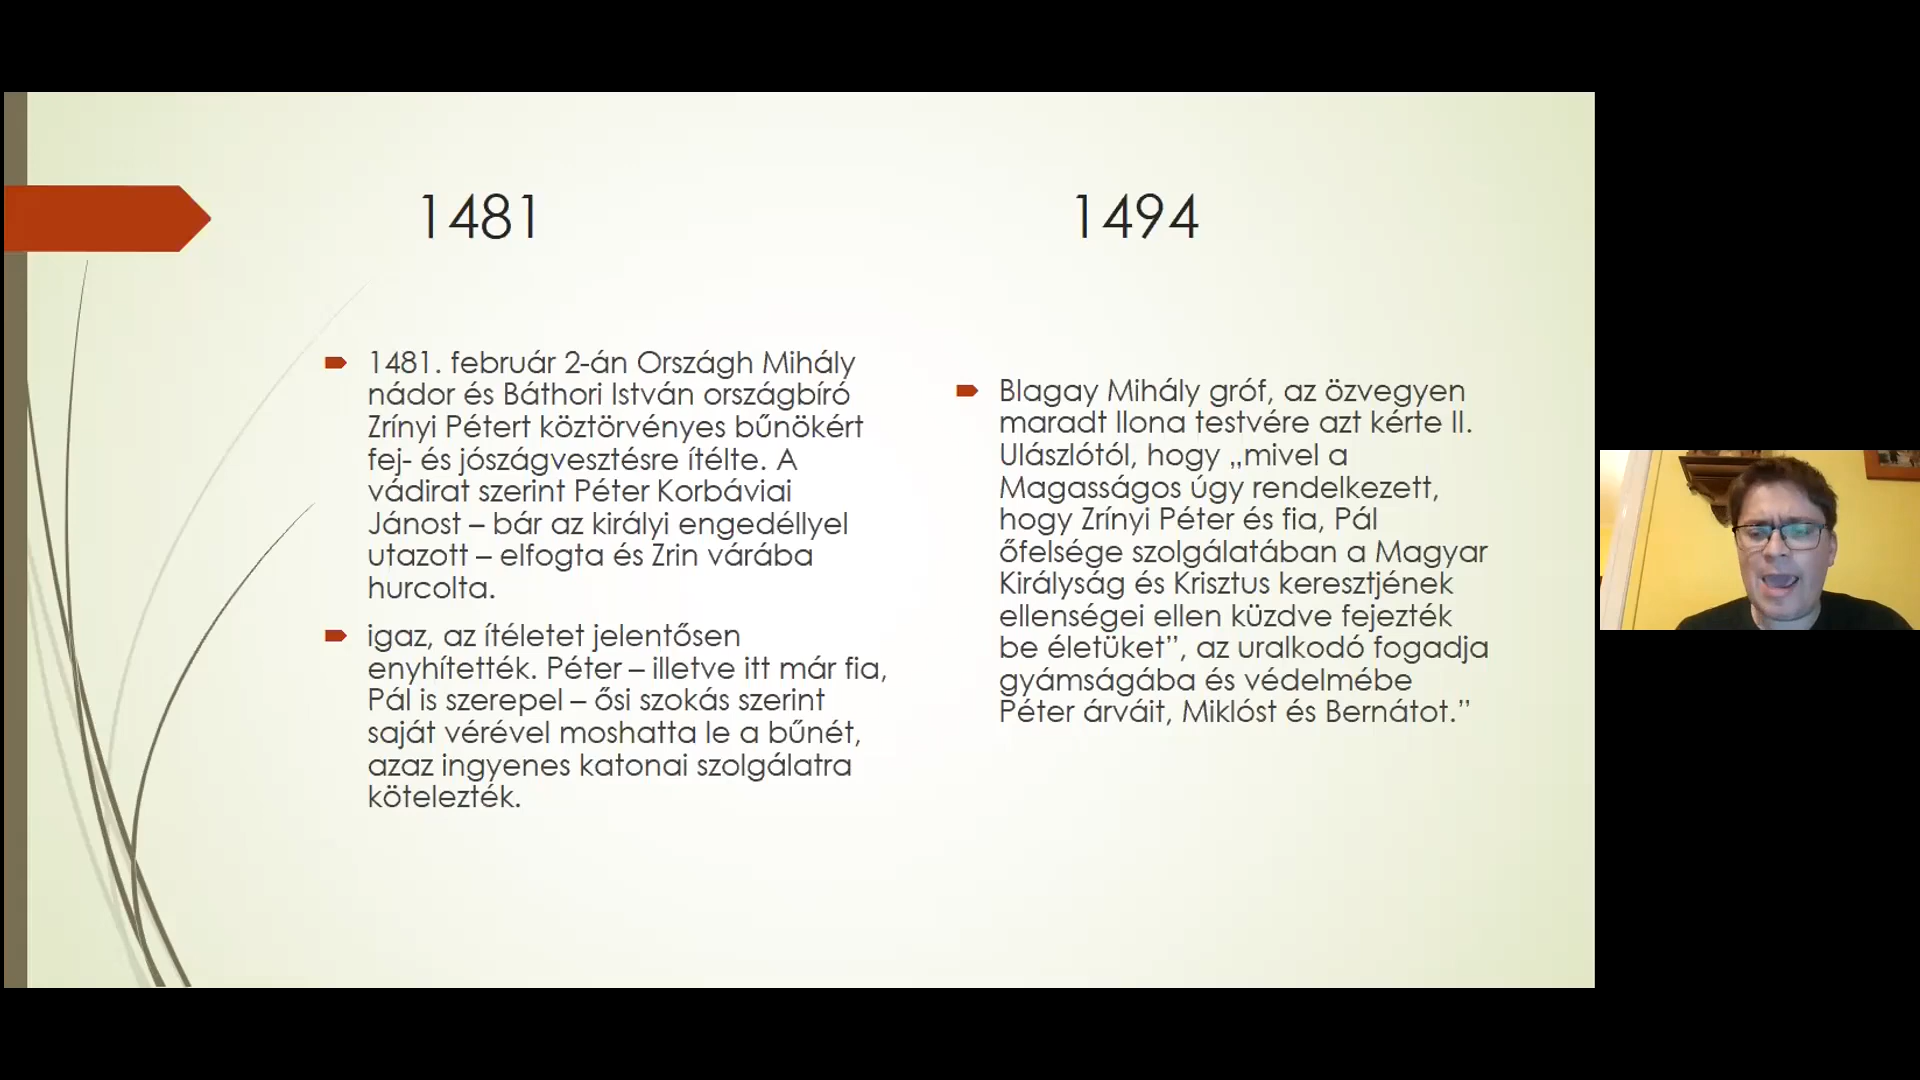 1481
1481. február 2-án Országh Mihály
nádor és Báthori István országbíró
Zrínyi Pétert köztörvényes bűnökért
fej- és jószágvesztésre ítélte. A
vádirat szerint Péter Korbáviai
Jánost – bár az királyi engedéllyel
utazott – elfogta és Zrin várába
hurcolta.
igaz, az ítéletet jelentősen
enyhítették. Péter – illetve itt már fia,
Pál is szerepel – ősi szokás szerint
saját vérével moshatta le a bűnét,
azaz ingyenes katonai szolgálatra
kötelezték.
1494
Blagay Mihály gróf, az özvegyen
maradt Ilona testvére azt kérte II.
Ulászlótól, hogy „mivel a
Magasságos úgy rendelkezett,
hogy Zrínyi Péter és fia, Pál
őfelsége szolgálatában a Magyar
Királyság és Krisztus keresztjének
ellenségei ellen küzdve fejezték
be életüket”, az uralkodó fogadja
gyámságába és védelmébe
Péter árváit, Miklóst és Bernátot.”